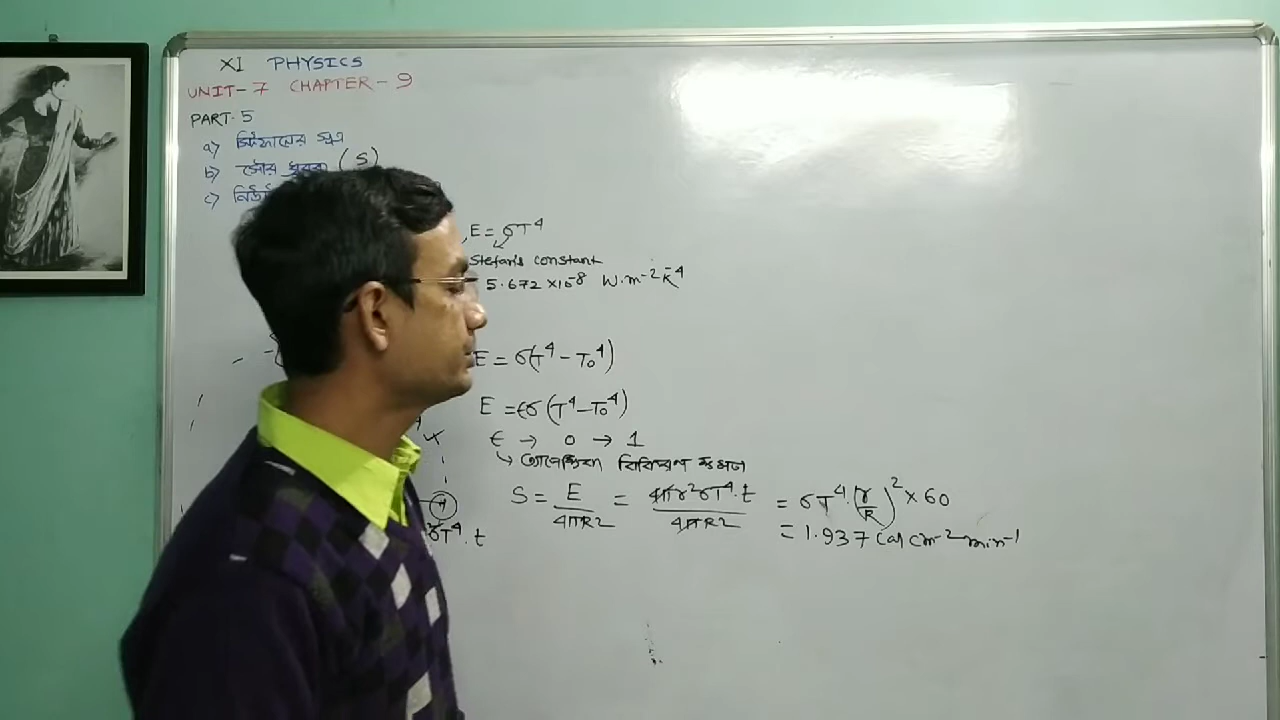 XI PHYSICS
UNIT-7 CHAPTER-9
PART-5
a) স্টিফানের সূত্র
b) সৌর ধ্রুবক (S)
c)
E = σT⁴
Stefan's constant
5.672 ×10⁻⁸ W.m⁻²K⁻⁴
E = σ(T⁴ – T₀⁴)
E = ϵσ(T⁴–T₀⁴)
ϵ → 0 → 1
↳ আপেক্ষিক বিকিরণ ক্ষমতা
S = E/4πR² = 4πr²σT⁴.t/4πR² = σT⁴.(r/R)² × 60
σT⁴.t
= 1.937 Cal cm⁻² min⁻¹